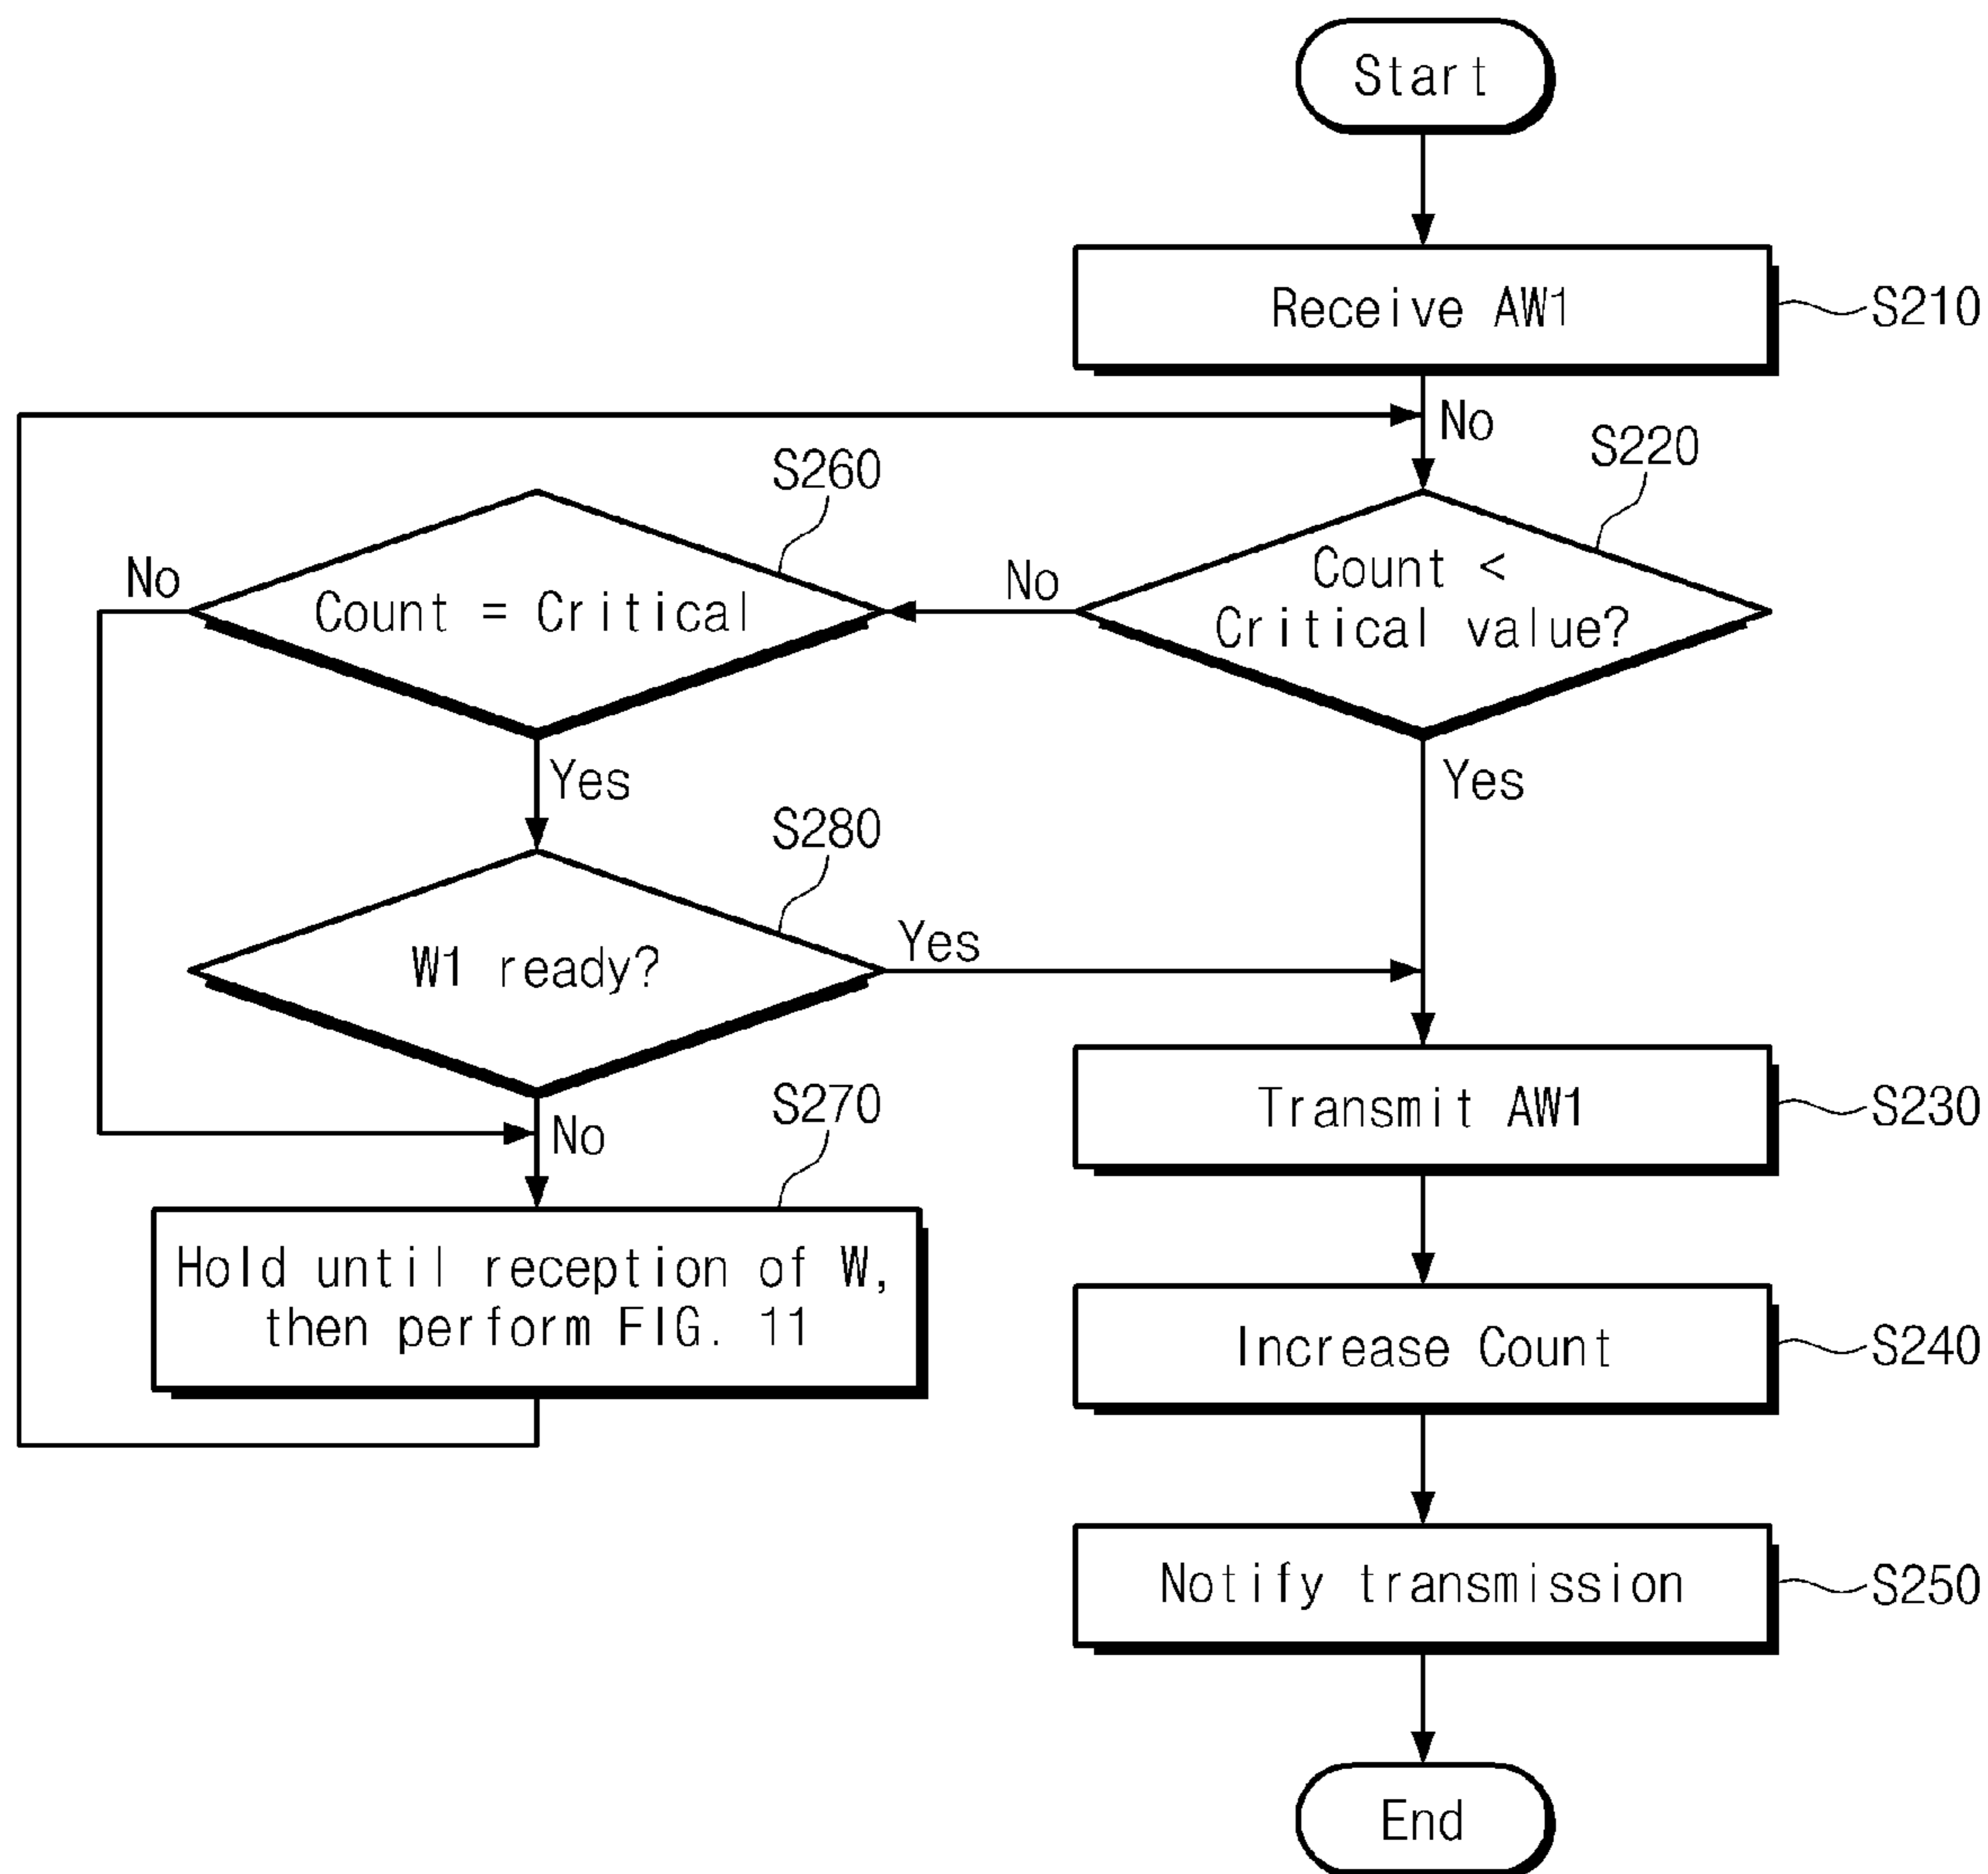 Start
Receive AW1
S210
No
S260
S220
No
Count = Critical
No
Count <
Critical value?
Yes
Yes
S280
W1 ready?
Yes
S270
No
Transmit AW1
S230
Hold until reception of W,
then perform FIG. 11
Increase Count
S240
Notify transmission
S250
End